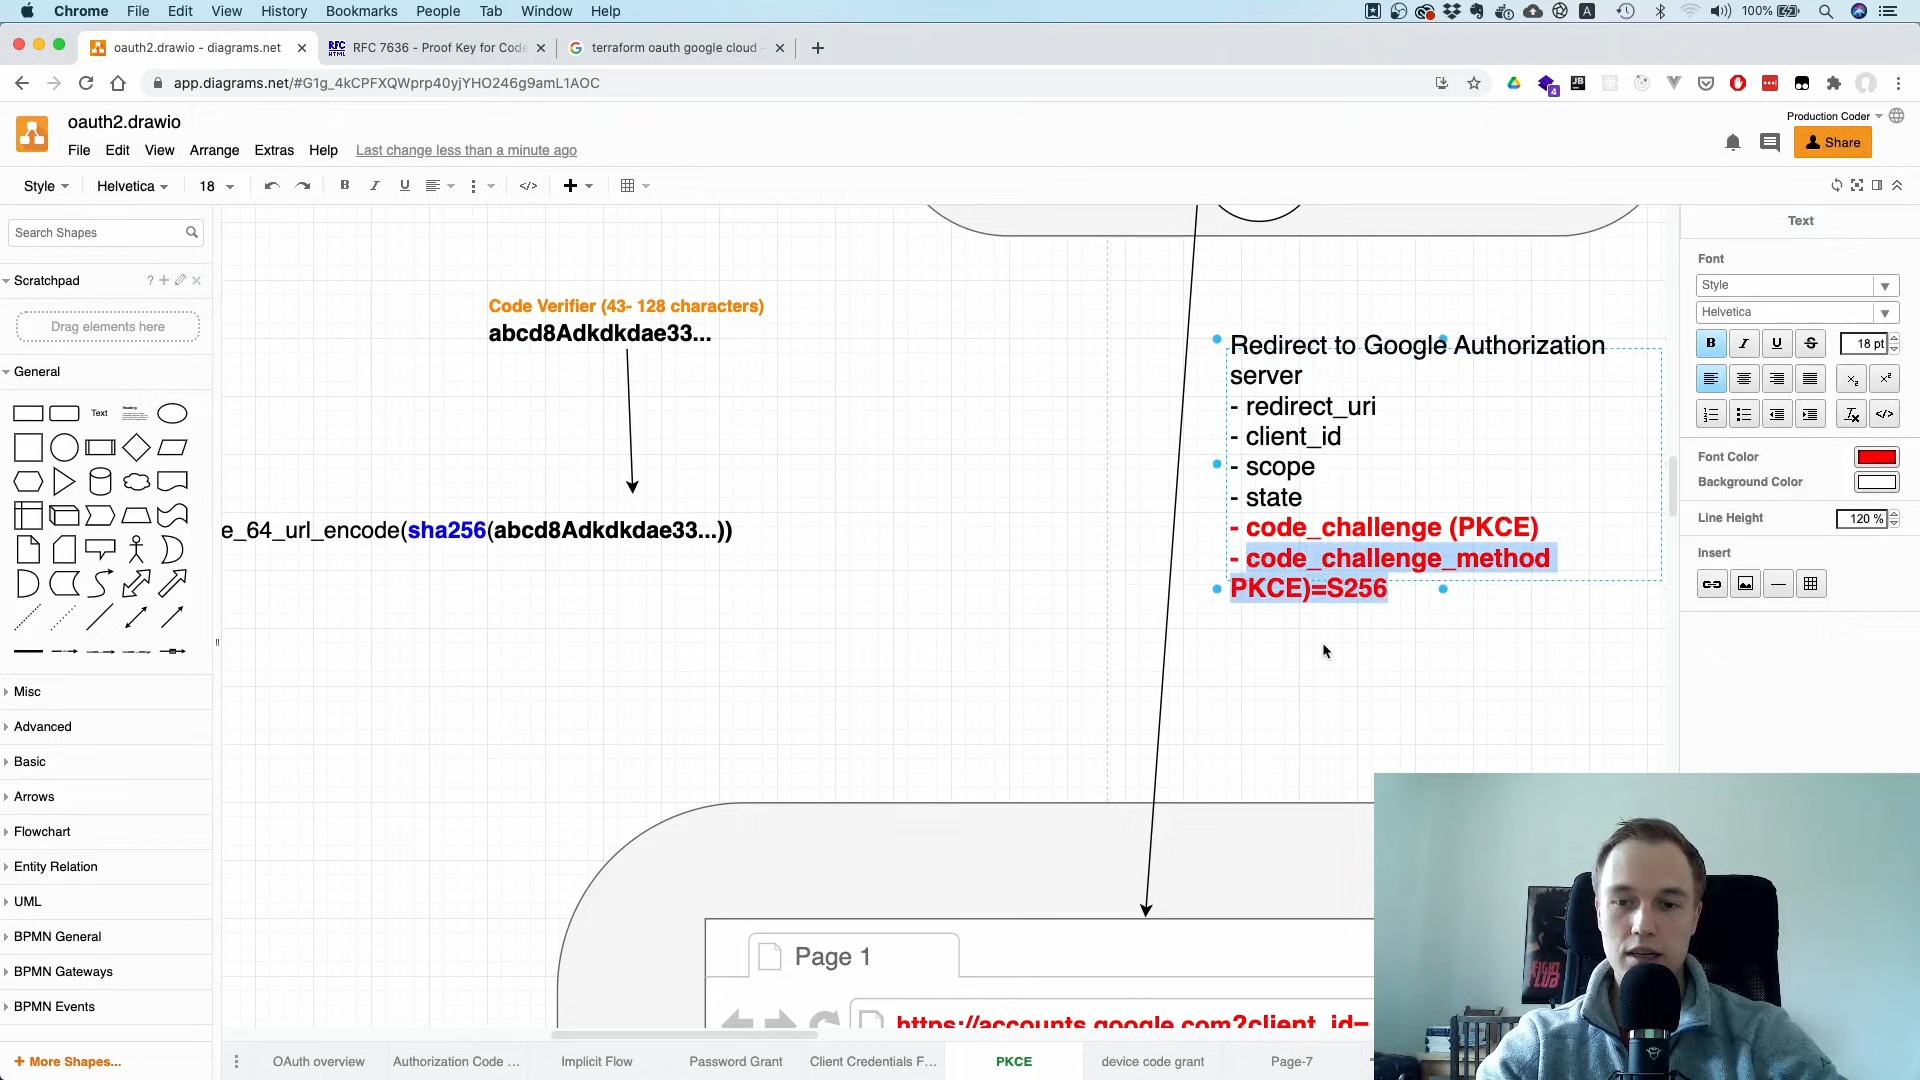 Chrome File Edit View History Bookmarks People Tab Window Help
A 100%
oauth2.drawio - diagrams.net
RFC HTML RFC 7636 - Proof Key for Code
terraform oauth google cloud -
app.diagrams.net/#G1g_4kCPFXQWprp40yjYHO246g9amL1AOC
4 JB
oauth2.drawio
Production Coder
File Edit View Arrange Extras Help Last change less than a minute ago
Share
Style Helvetica 18 B I U
Search Shapes
Scratchpad
?
Drag elements here
General
Text Heading
Misc
Advanced
Basic
Arrows
Flowchart
Entity Relation
UML
BPMN General
BPMN Gateways
BPMN Events
+ More Shapes...
Code Verifier (43- 128 characters)
abcd8Adkdkdae33...
e_64_url_encode(sha256(abcd8Adkdkdae33...))
Redirect to Google Authorization
server
- redirect_uri
- client_id
- scope
- state
- code_challenge (PKCE)
- code_challenge_method
PKCE)=S256
Page 1
https://accounts.google.com?client_id=
FIGHT CLUB
Text
Font
Style
Helvetica
B I U S 18 pt
Font Color
Background Color
Line Height 120 %
Insert
OAuth overview Authorization Code ... Implicit Flow Password Grant Client Credentials F... PKCE device code grant Page-7